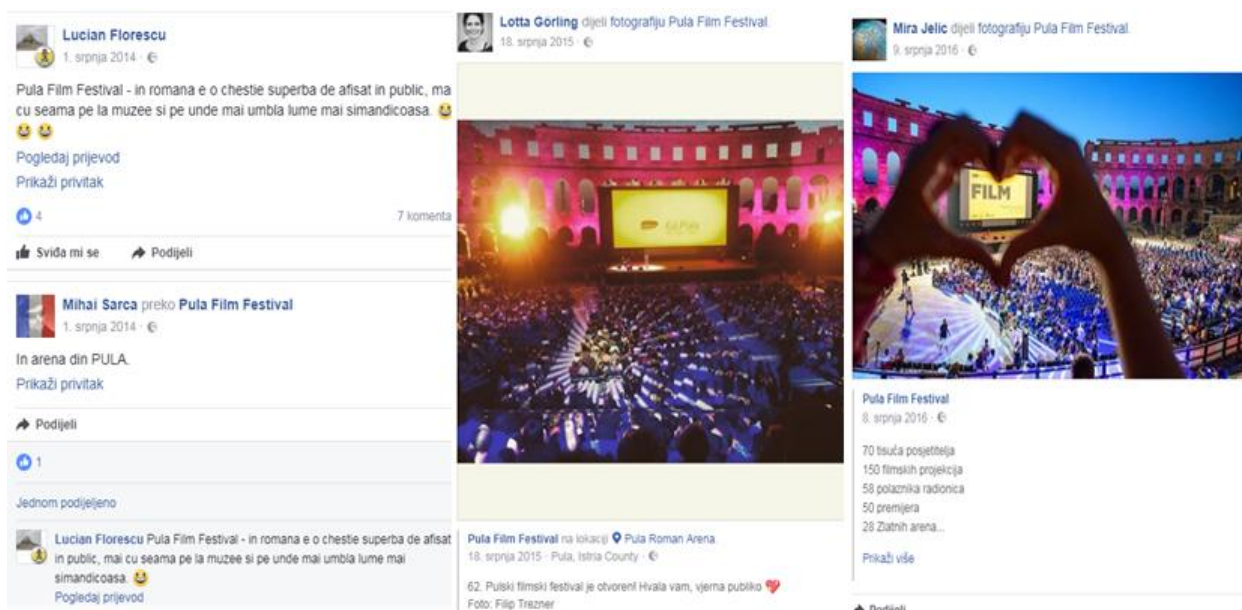 Lucian Florescu
1. srpnja 2014 ·
Pula Film Festival - in romana e o chestie superba de afisat in public, ma
cu seama pe la muzee si pe unde mai umbla lume mai simandicoasa.
Pogledaj prijevod
Prikaži privitak
4
7 komenta
Sviđa mi se
Podijeli
Mihai Sarca preko Pula Film Festival
1. srpnja 2014 ·
In arena din PULA.
Prikaži privitak
Podijeli
1
Jednom podijeljeno
Lucian Florescu Pula Film Festival - in romana e o chestie superba de afisat
in public, mai cu seama pe la muzee si pe unde mai umbla lume mai
simandicoasa.
Pogledaj prijevod
Lotta Görling dijeli fotografiju Pula Film Festival.
18. srpnja 2015 ·
Pula Film Festival na lokaciji Pula Roman Arena.
18. srpnja 2015 · Pula, Istria County ·
62. Pulski filmski festival je otvoren! Hvala vam, vjerna publiko
Foto: Filip Trezner
Mira Jelic dijeli fotografiju Pula Film Festival.
9. srpnja 2016 ·
FILM
Pula Film Festival
8. srpnja 2016 ·
70 tisuća posjetitelja
150 filmskih projekcija
58 polaznika radionica
50 premijera
28 Zlatnih arena...
Prikaži više
Podijeli